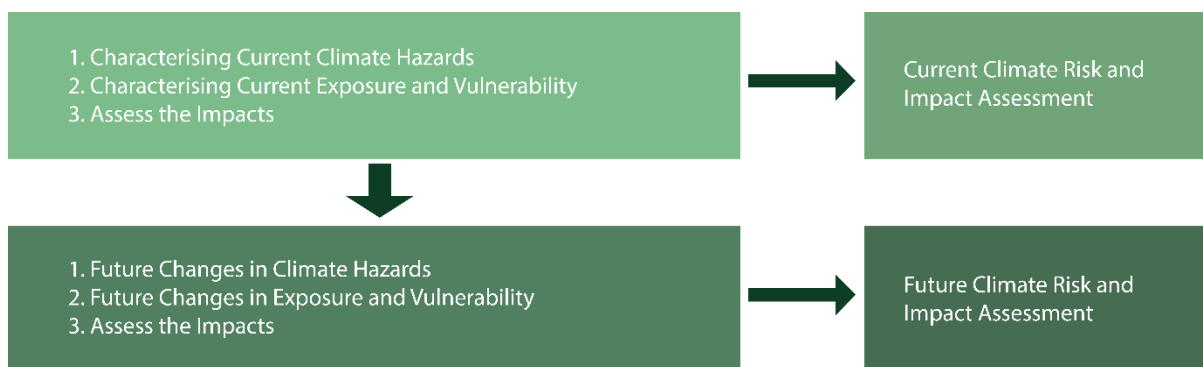 1. Characterising Current Climate Hazards
2. Characterising Current Exposure and Vulnerability
3. Assess the Impacts
Current Climate Risk and
Impact Assessment
1. Future Changes in Climate Hazards
2. Future Changes in Exposure and Vulnerability
3. Assess the Impacts
Future Climate Risk and
Impact Assessment